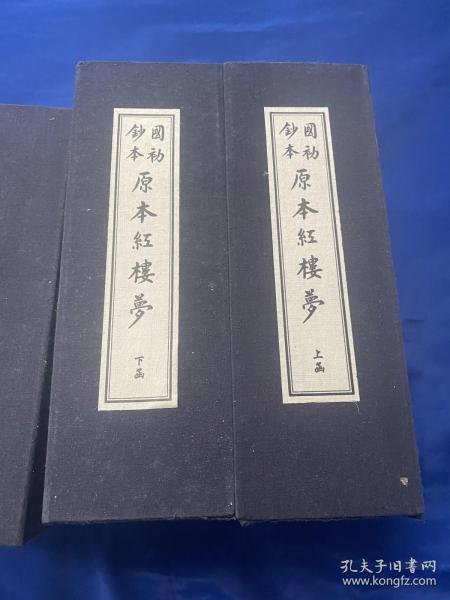 國初
鈔本
原本紅樓夢
上函
國初
鈔本
原本紅樓夢
下函
孔夫子旧书网
www.kongfz.com